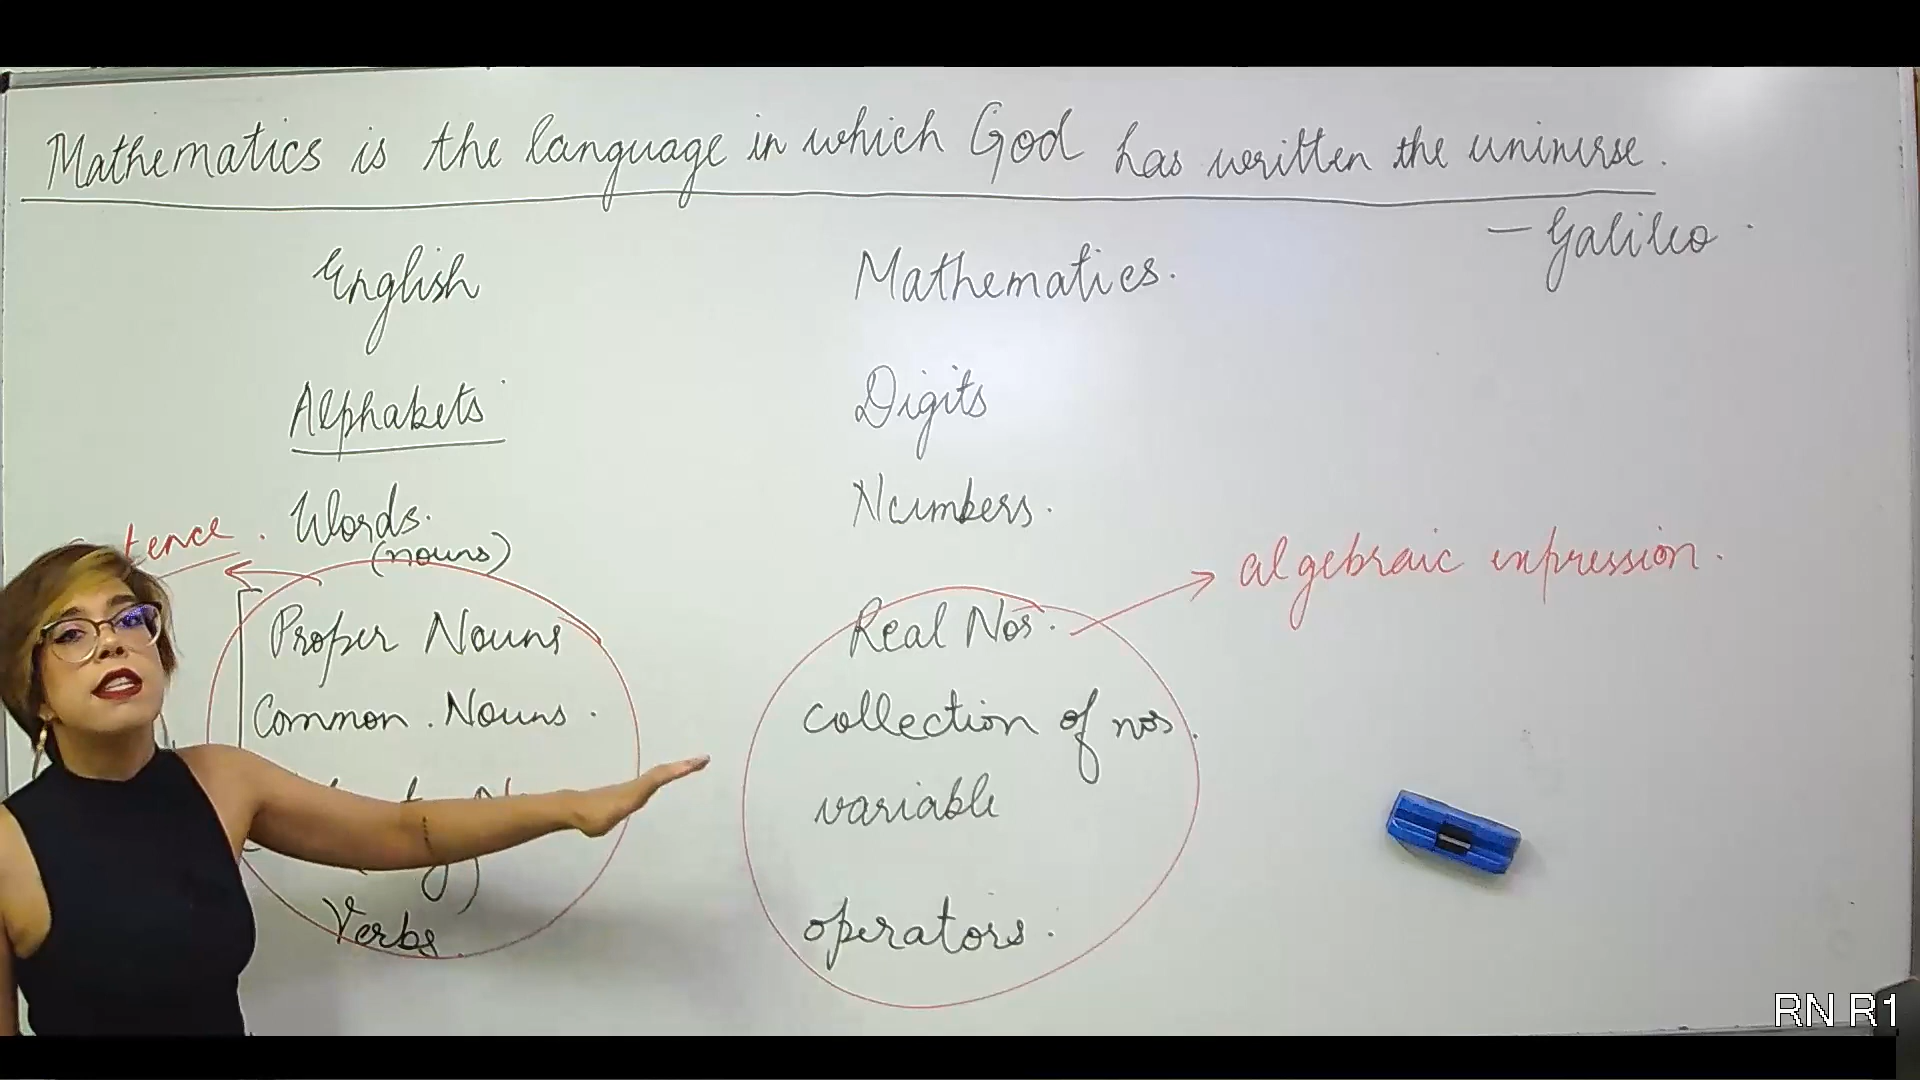 Mathematics is the language in which God has written the universe.
— Galileo.
English
Mathematics.
Alphabets
Digits
Words.
(nouns)
Numbers.
algebraic expression.
Proper Nouns
Real Nos.
Common Nouns.
collection of nos.
variable
Verbs.
operators.
RN R1